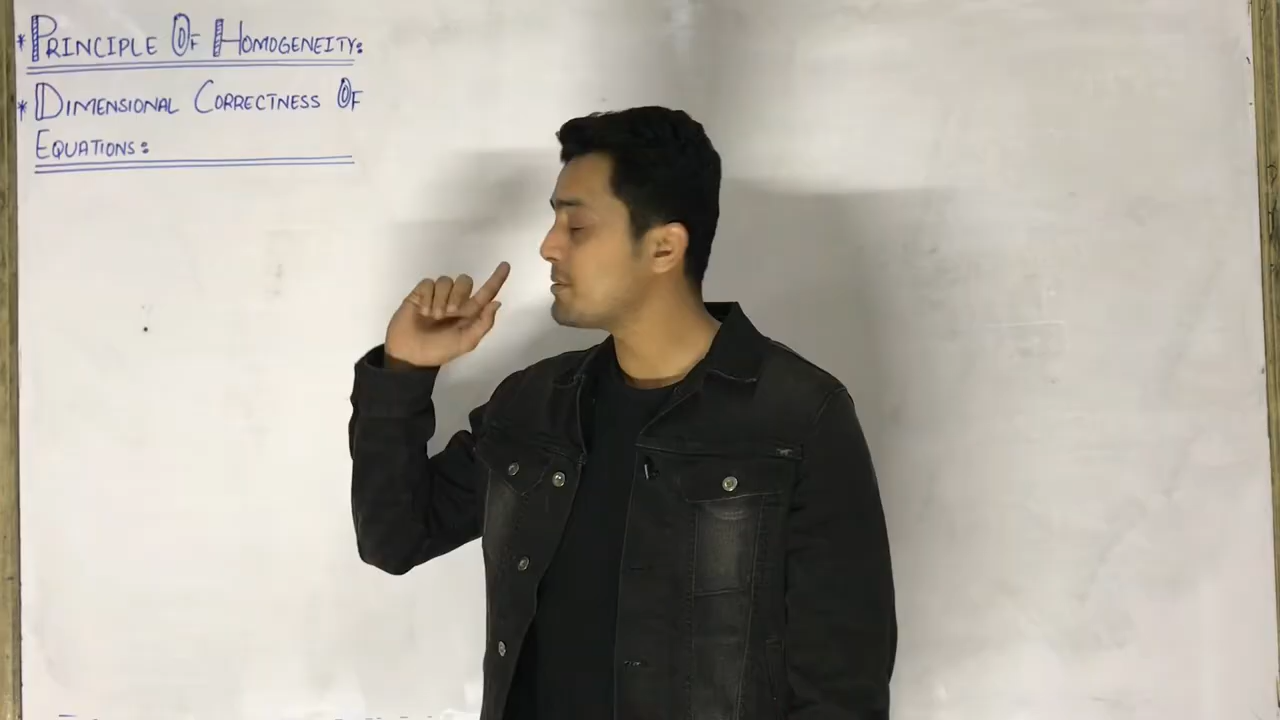 * PRINCIPLE OF HOMOGENEITY:
* DIMENSIONAL CORRECTNESS OF
EQUATIONS: